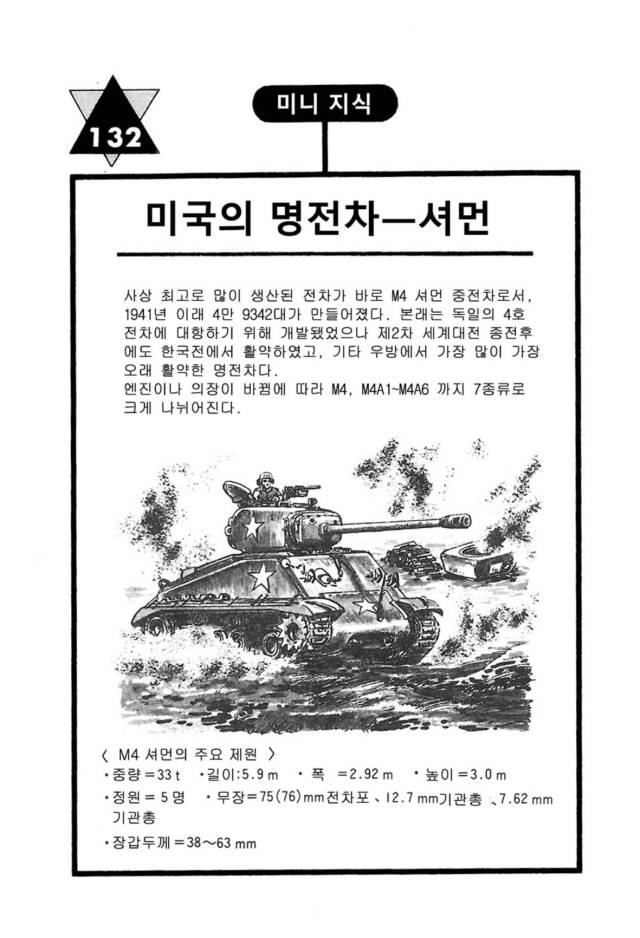 132
미니 지식
미국의 명전차—셔먼
사상 최고로 많이 생산된 전차가 바로 M4 셔먼 중전차로서,
1941년 이래 4만 9342대가 만들어졌다. 본래는 독일의 4호
전차에 대항하기 위해 개발됐었으나 제2차 세계대전 종전후
에도 한국전에서 활약하였고, 기타 우방에서 가장 많이 가장
오래 활약한 명전차다.
엔진이나 의장이 바뀜에 따라 M4, M4A1~M4A6 까지 7종류로
크게 나뉘어진다.
〈 M4 셔먼의 주요 제원 〉
·중량=33t ·길이:5.9m · 폭 =2.92m ·높이=3.0m
·정원= 5명 ·무장=75(76)mm전차포、12.7mm기관총、7.62mm
기관총
·장갑두께=38~63mm